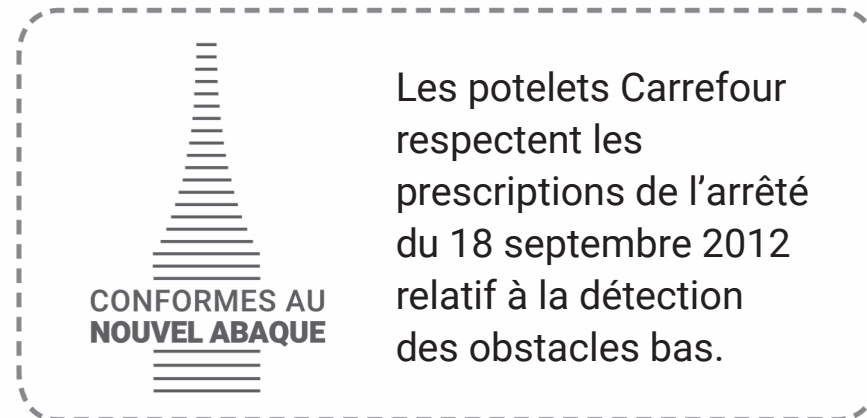 CONFORMES AU
NOUVEL ABAQUE
Les potelets Carrefour
respectent les
prescriptions de l’arrêté
du 18 septembre 2012
relatif à la détection
des obstacles bas.